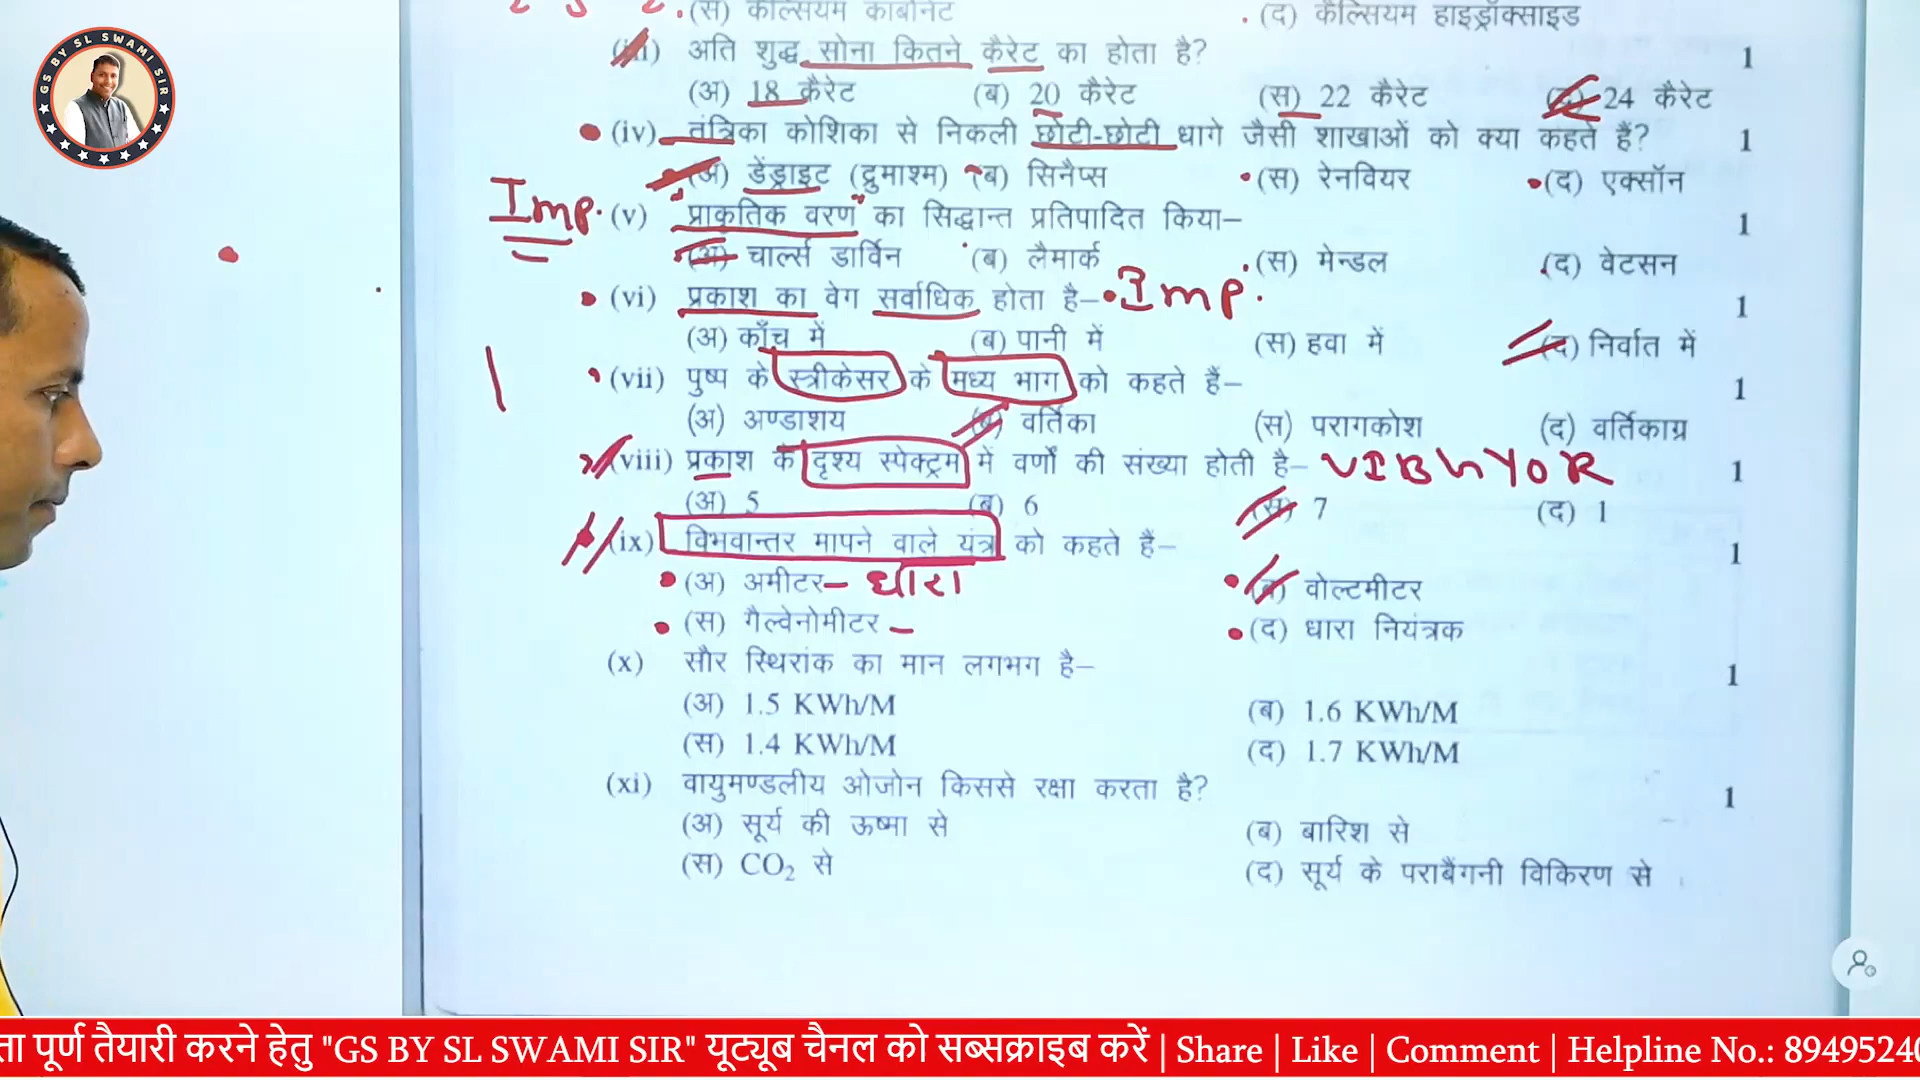 (स) कैल्सियम कार्बोनेट (द) कैल्सियम हाइड्रॉक्साइड
GS BY SL SWAMI SIR
(iii) अति शुद्ध सोना कितने कैरेट का होता है? 1
(अ) 18 कैरेट (ब) 20 कैरेट (स) 22 कैरेट (द) 24 कैरेट
(iv) तंत्रिका कोशिका से निकली छोटी-छोटी धागे जैसी शाखाओं को क्या कहते हैं? 1
(अ) डेंड्राइट (द्रुमाश्म) (ब) सिनैप्स (स) रेनवियर (द) एक्सॉन
Imp. (v) प्राकृतिक वरण का सिद्धान्त प्रतिपादित किया– 1
(अ) चार्ल्स डार्विन (ब) लैमार्क (स) मेन्डल (द) वेटसन
(vi) प्रकाश का वेग सर्वाधिक होता है– Imp. 1
(अ) काँच में (ब) पानी में (स) हवा में (द) निर्वात में
(vii) पुष्प के स्त्रीकेसर के मध्य भाग को कहते हैं– 1
(अ) अण्डाशय (ब) वर्तिका (स) परागकोश (द) वर्तिकाग्र
(viii) प्रकाश के दृश्य स्पेक्ट्रम में वर्णों की संख्या होती है– VIBGYOR 1
(अ) 5 (ब) 6 (स) 7 (द) 1
(ix) विभवान्तर मापने वाले यंत्र को कहते हैं– 1
(अ) अमीटर – धारा (ब) वोल्टमीटर
(स) गैल्वेनोमीटर – (द) धारा नियंत्रक
(x) सौर स्थिरांक का मान लगभग है– 1
(अ) 1.5 KWh/M (ब) 1.6 KWh/M
(स) 1.4 KWh/M (द) 1.7 KWh/M
(xi) वायुमण्डलीय ओजोन किससे रक्षा करता है? 1
(अ) सूर्य की ऊष्मा से (ब) बारिश से
(स) CO₂ से (द) सूर्य के पराबैंगनी विकिरण से
ता पूर्ण तैयारी करने हेतु "GS BY SL SWAMI SIR" यूट्यूब चैनल को सब्सक्राइब करें | Share | Like | Comment | Helpline No.: 8949524